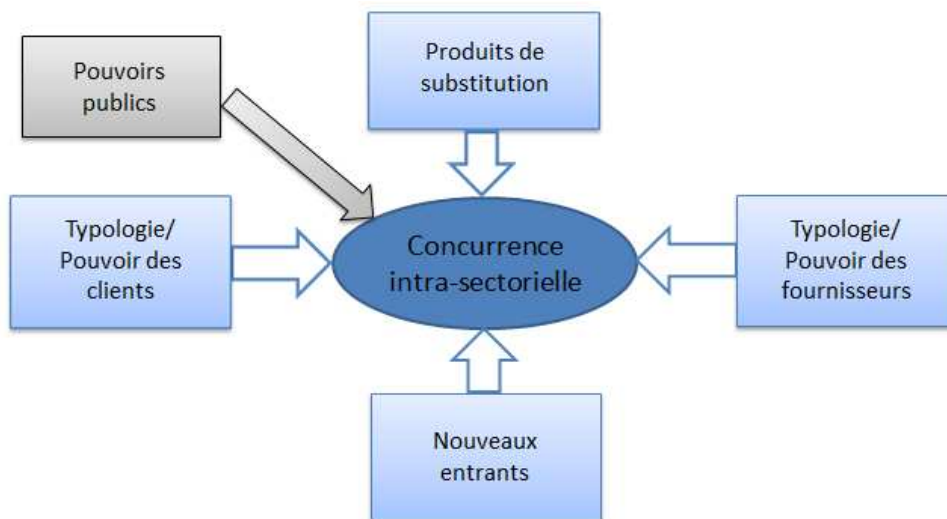 Pouvoirs
publics
Produits de
substitution
Typologie/
Pouvoir des
clients
Concurrence
intra-sectorielle
Typologie/
Pouvoir des
fournisseurs
Nouveaux
entrants